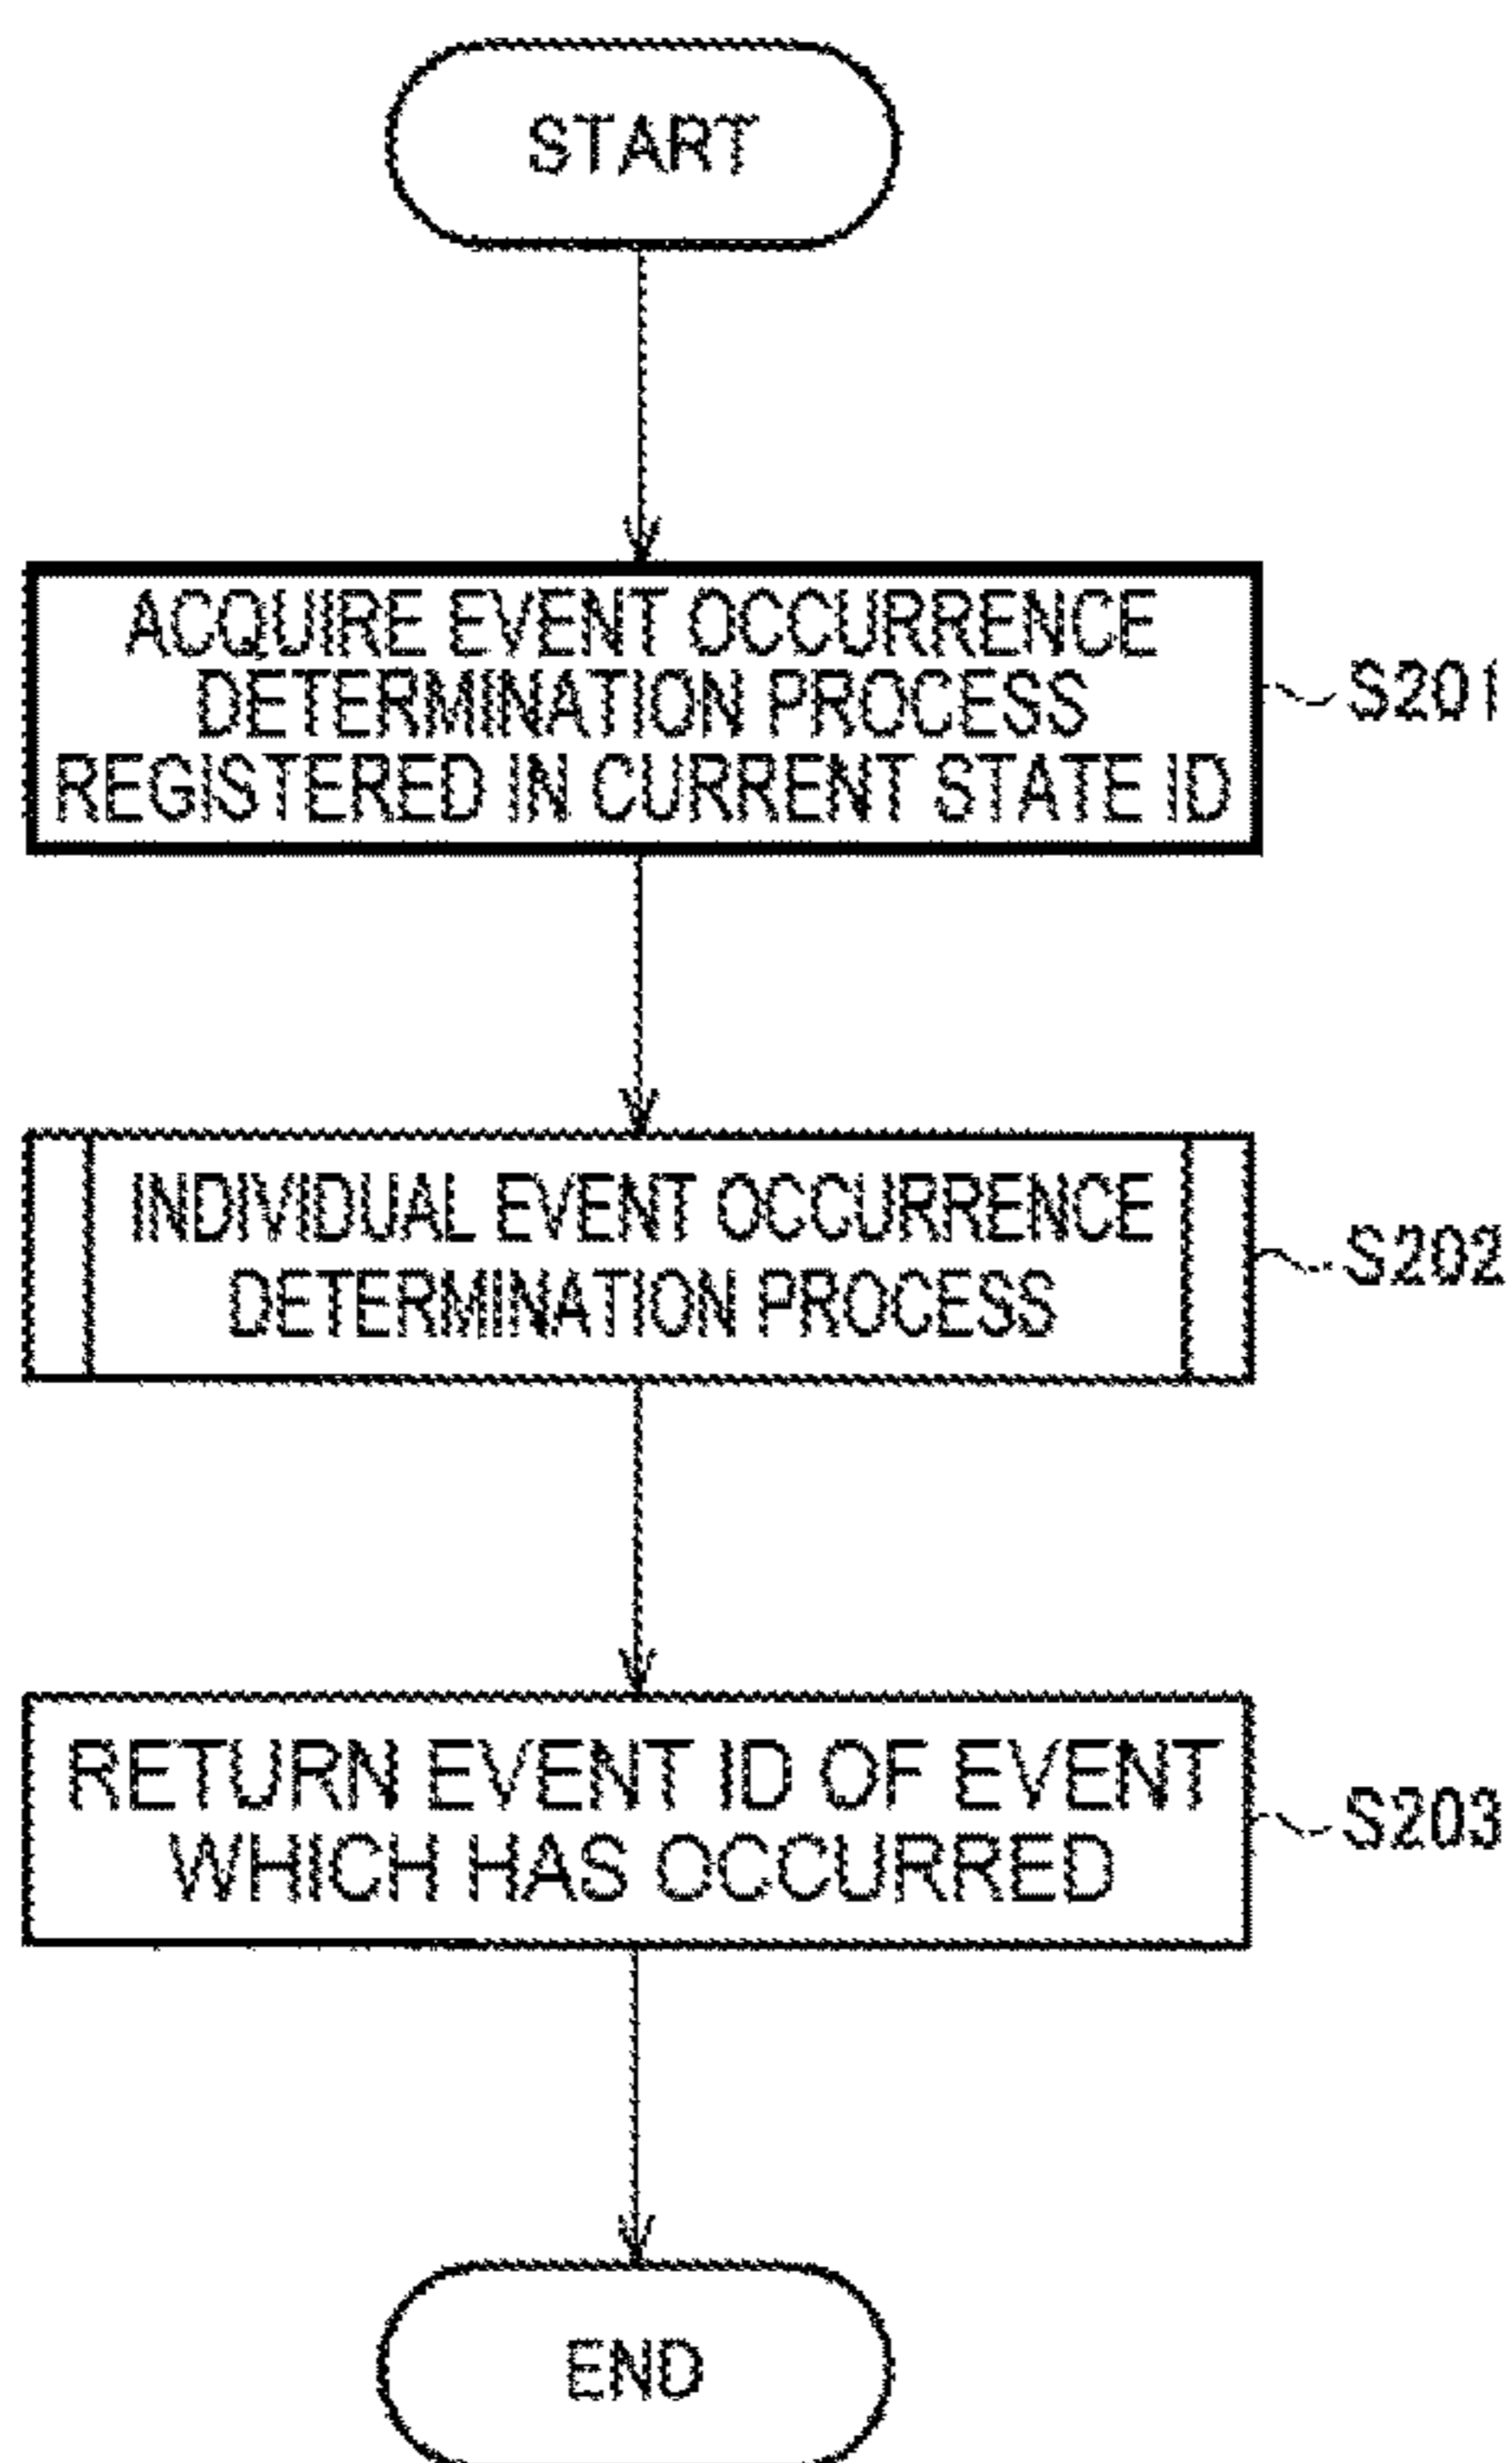 START
ACQUIRE EVENT OCCURRENCE
DETERMINATION PROCESS
REGISTERED IN CURRENT STATE ID
S201
INDIVIDUAL EVENT OCCURRENCE
DETERMINATION PROCESS
S202
RETURN EVENT ID OF EVENT
WHICH HAS OCCURRED
S203
END